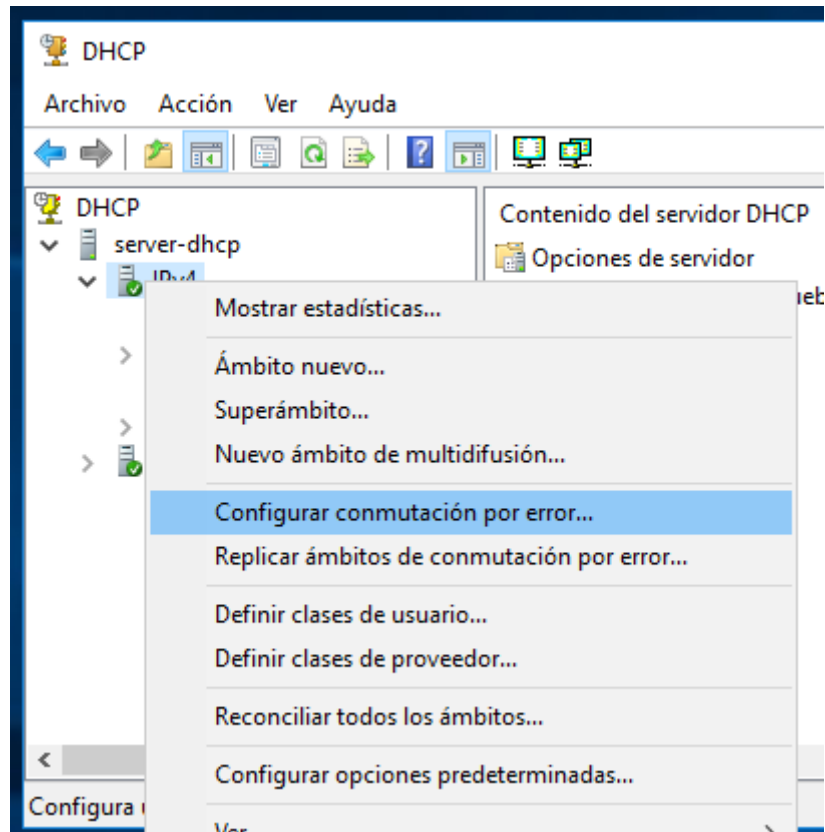 DHCP
Archivo Acción Ver Ayuda
DHCP
server-dhcp
IPv4
Contenido del servidor DHCP
Opciones de servidor
Mostrar estadísticas...
Ámbito nuevo...
Superámbito...
Nuevo ámbito de multidifusión...
Configurar conmutación por error...
Replicar ámbitos de conmutación por error...
Definir clases de usuario...
Definir clases de proveedor...
Reconciliar todos los ámbitos...
Configurar opciones predeterminadas...
Ver
Configura